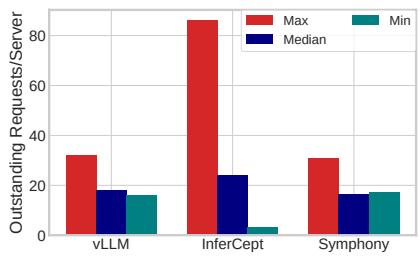 Outstanding Requests/Server
80
60
40
20
0
Max
Median
Min
vLLM
InferCept
Symphony